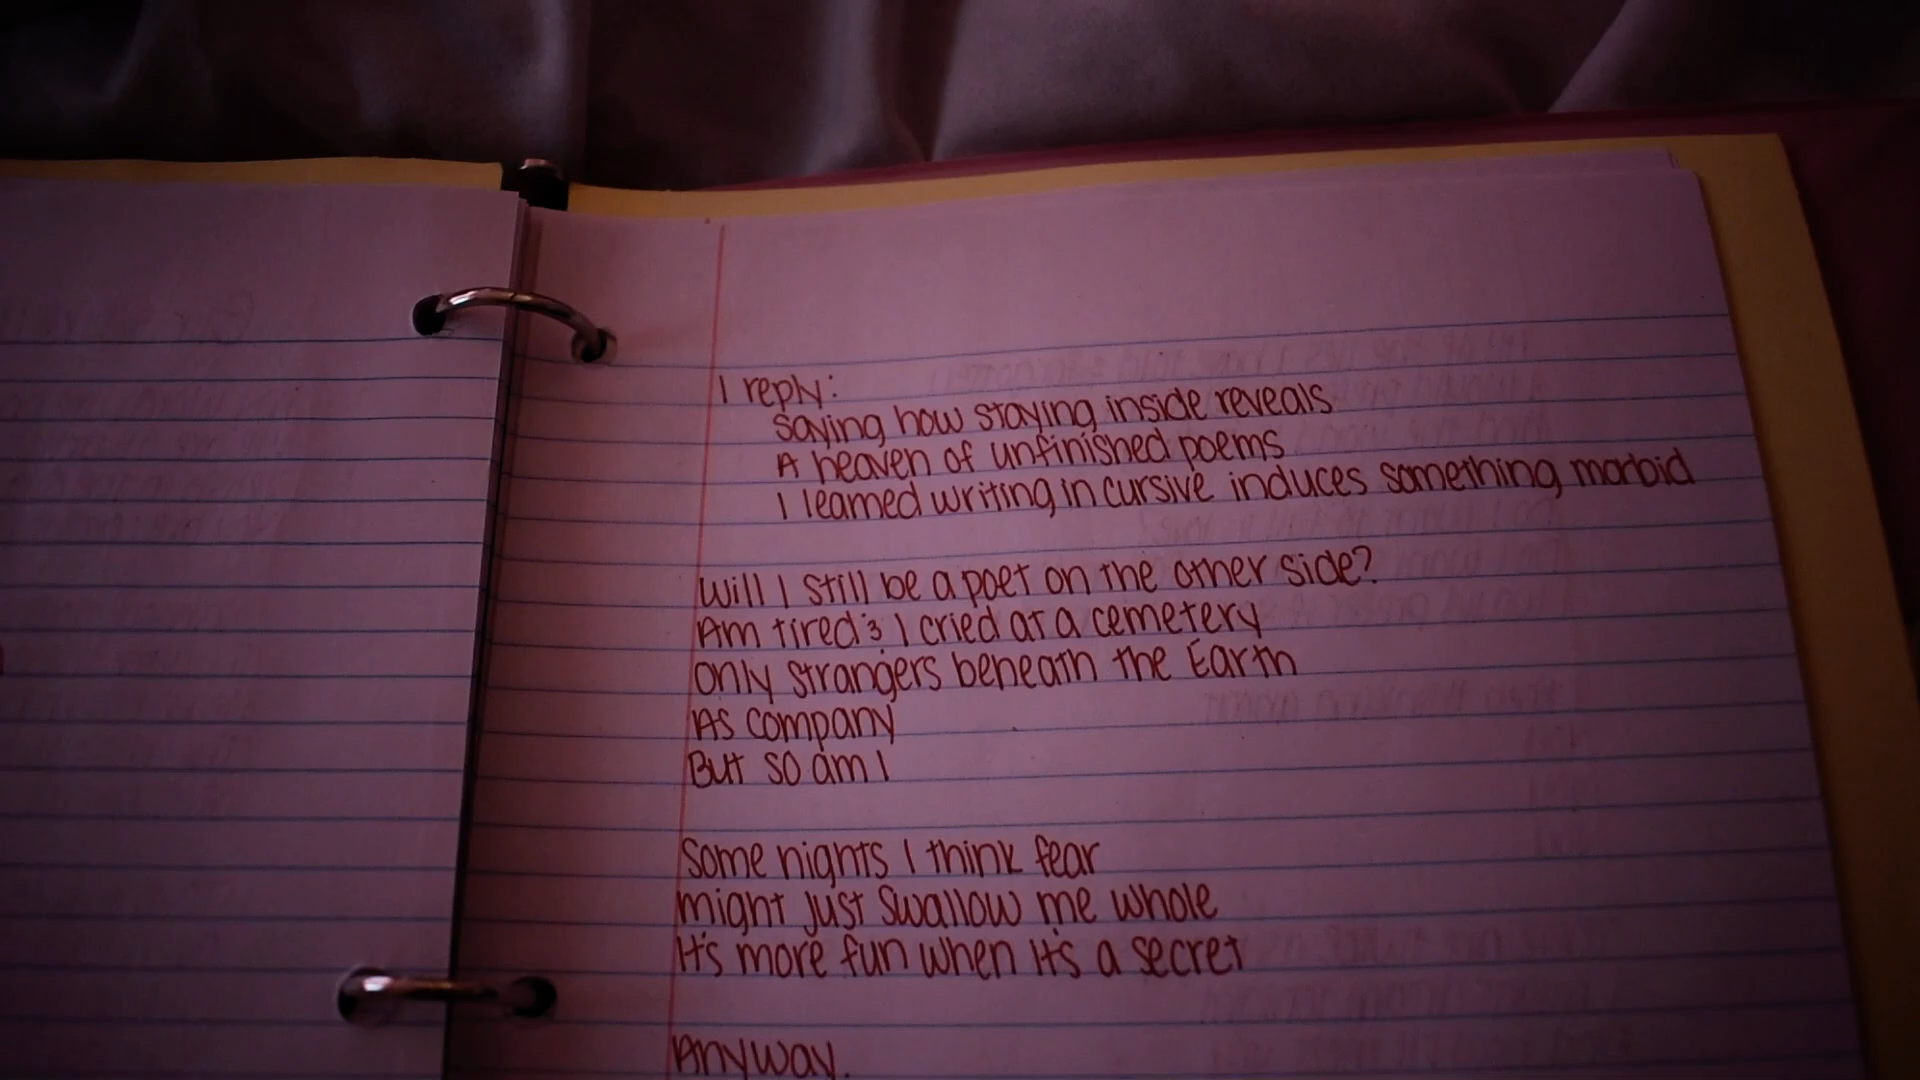 I reply:
Saying how staying inside reveals
A heaven of unfinished poems
I learned writing in cursive induces something morbid
Will I still be a poet on the other side?
Am tired & I cried at a cemetery
Only strangers beneath the Earth
As company
But so am I
Some nights I think fear
might just swallow me whole
It's more fun when it's a secret
Anyway.